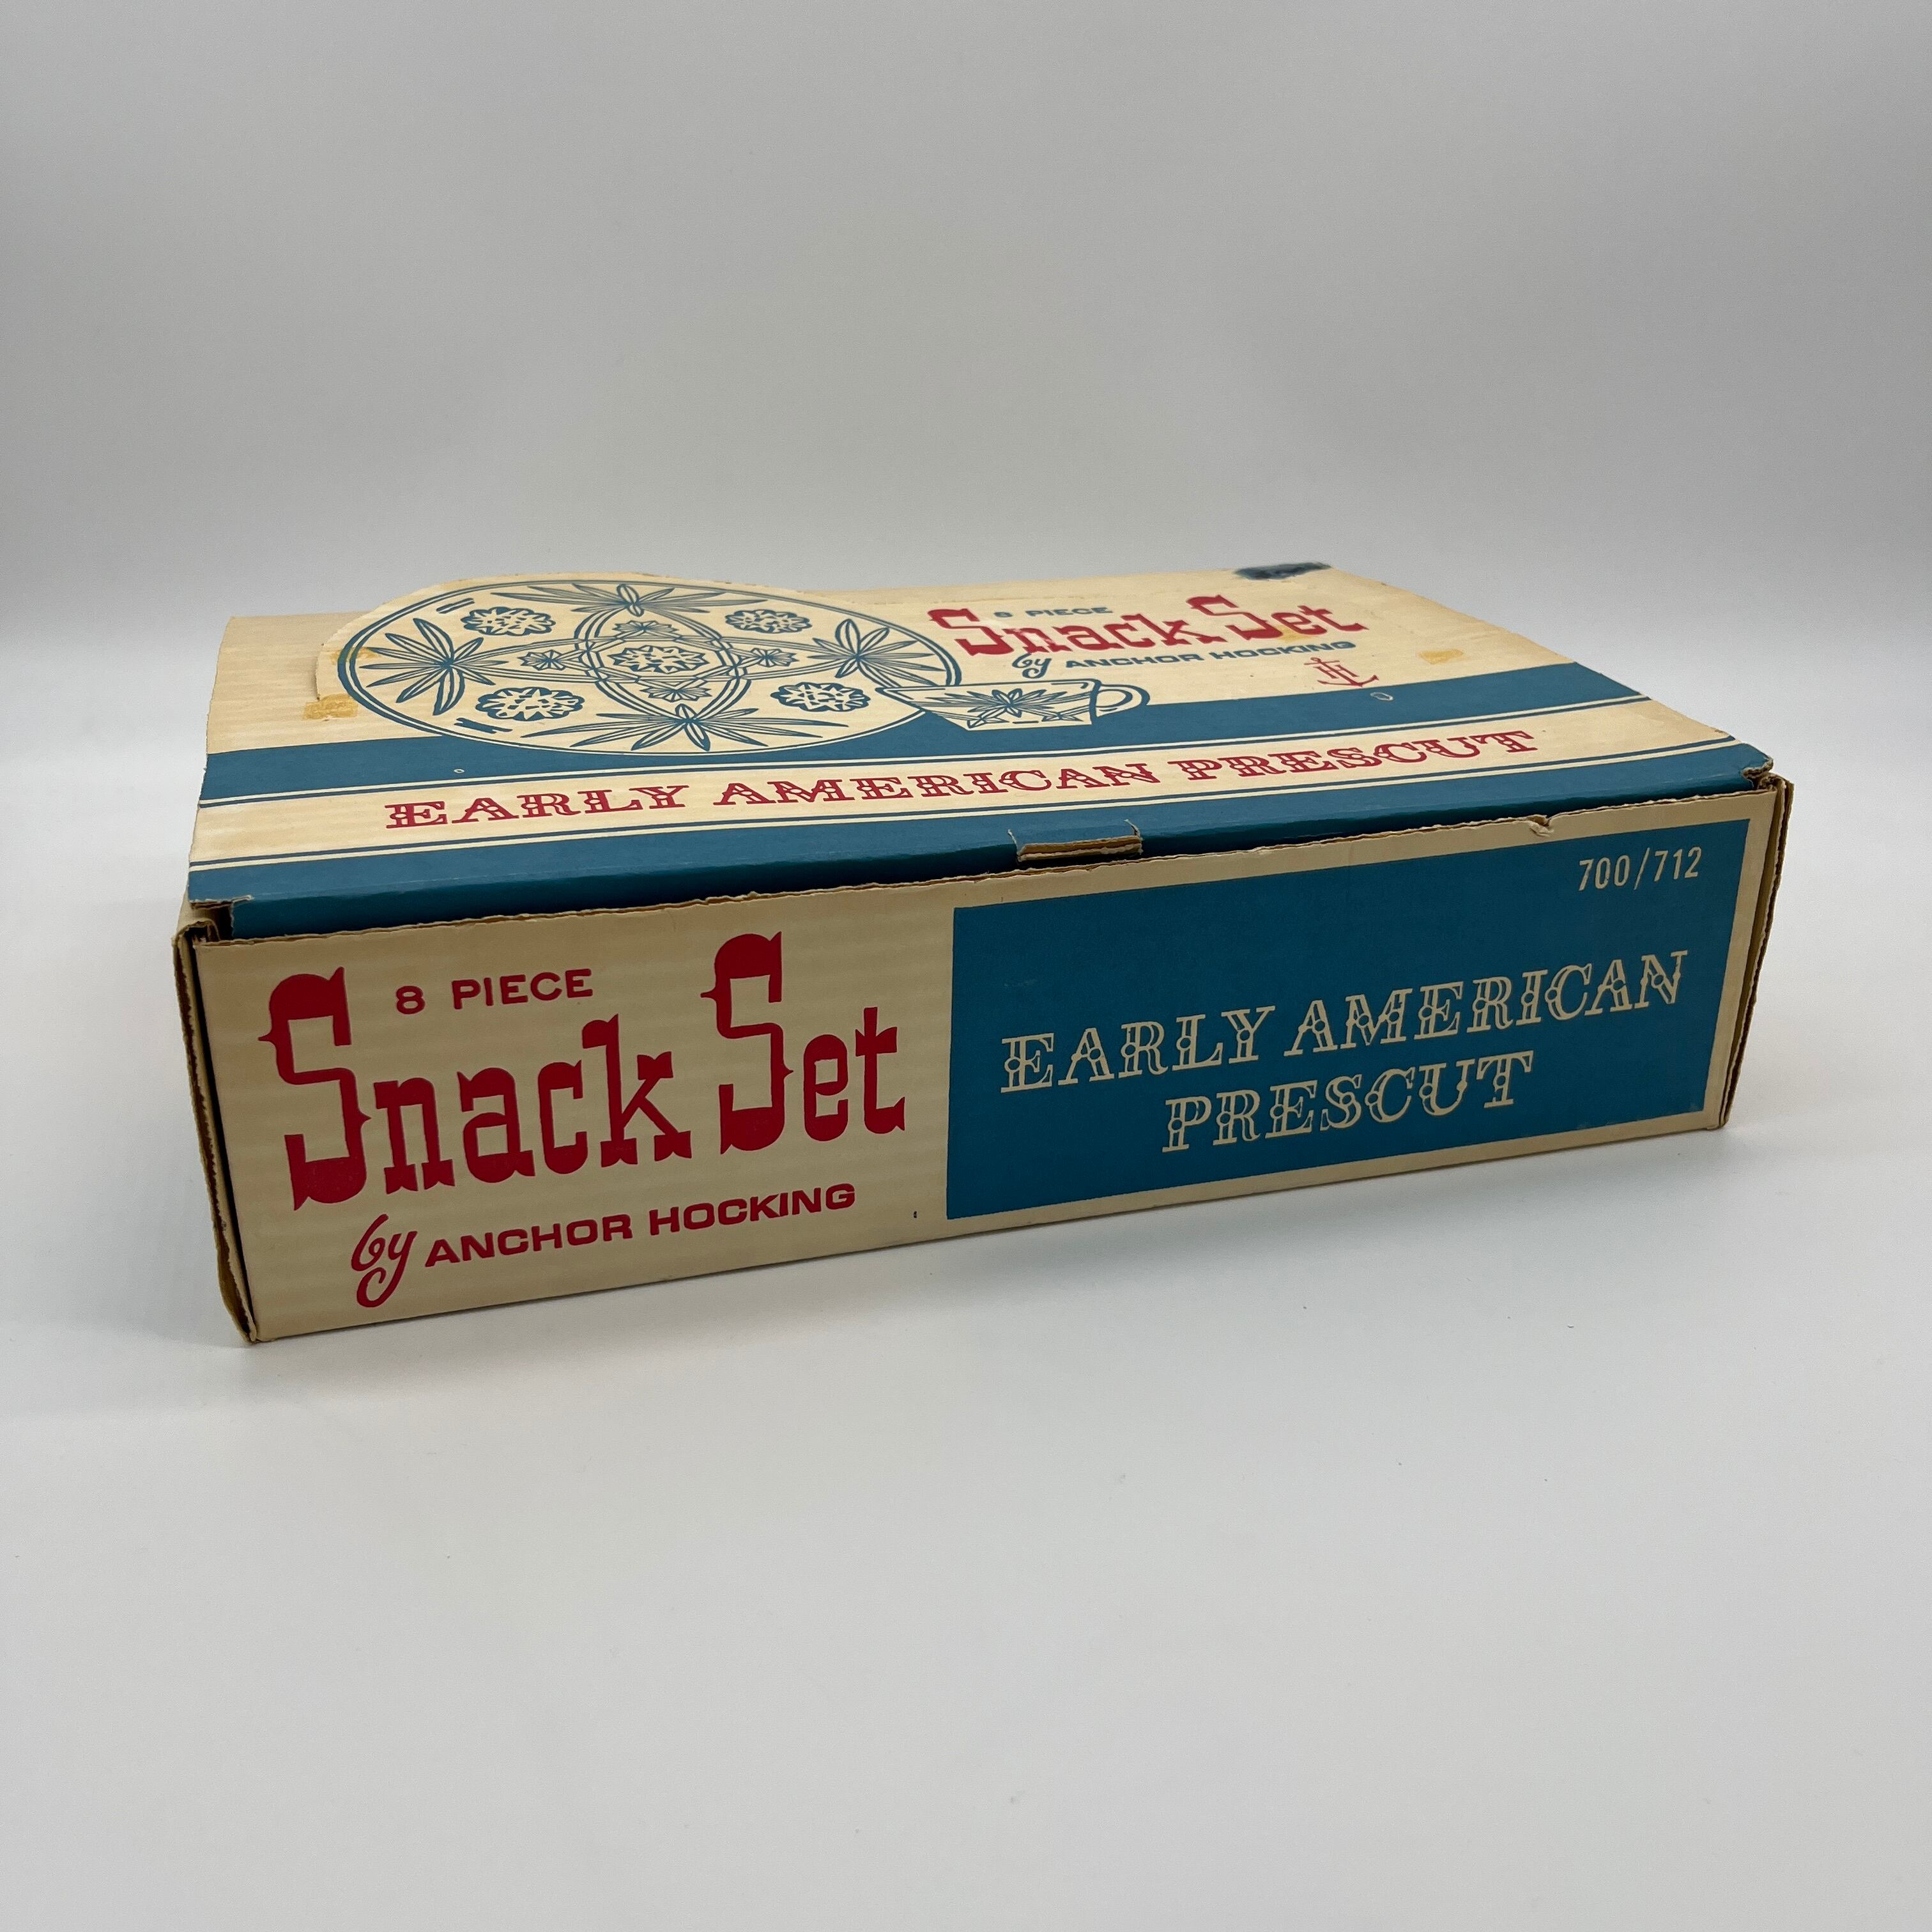 8 PIECE
Snack Set
by ANCHOR HOCKING
EARLY AMERICAN PRESCUT
700/712
8 PIECE
Snack Set
by ANCHOR HOCKING
EARLY AMERICAN
PRESCUT